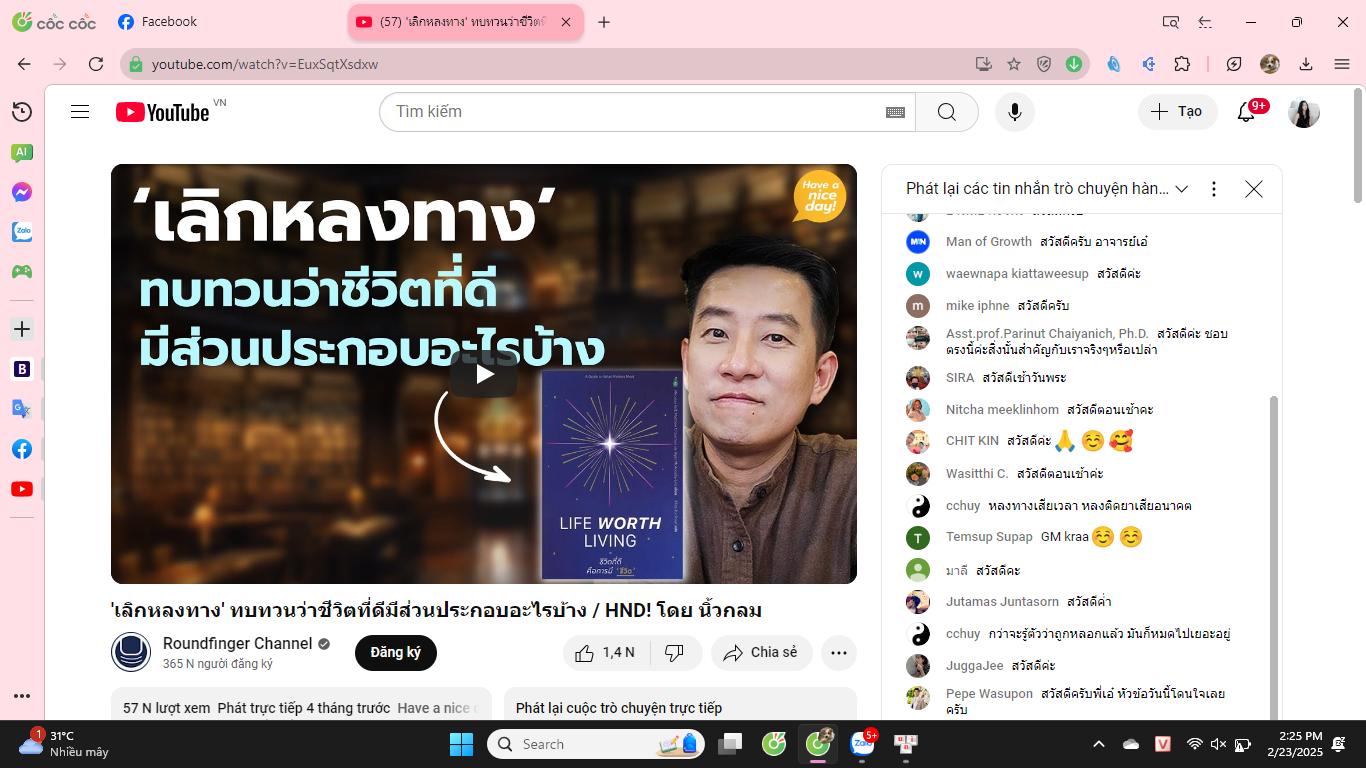 cốc cốc
Facebook
(57) 'เลิกหลงทาง' ทบทวนว่าชีวิตที่
youtube.com/watch?v=EuxSqtXsdxw
YouTube VN
Tìm kiếm
Tạo
9+
AI
Zalo
B
‘เลิกหลงทาง‘
Have a nice day!
ทบทวนว่าชีวิตที่ดี
มีส่วนประกอบอะไรบ้าง
LIFE WORTH
LIVING
ชีวิตที่ดี
คือการมี 'ชีวิต'
'เลิกหลงทาง' ทบทวนว่าชีวิตที่ดีมีส่วนประกอบอะไรบ้าง / HND! โดย นิ้วกลม
Roundfinger Channel
365 N người đăng ký
Đăng ký
1,4 N
Chia sẻ
57 N lượt xem Phát trực tiếp 4 tháng trước Have a nice d
Phát lại cuộc trò chuyện trực tiếp
Phát lại các tin nhắn trò chuyện hàn...
Man of Growth สวัสดีครับ อาจารย์เอ๋
waewnapa kiattaweesup สวัสดีค่ะ
mike iphne สวัสดีครับ
Asst.prof.Parinut Chaiyanich, Ph.D. สวัสดีค่ะ ชอบ
ตรงนี้ค่ะสิ่งนั้นสำคัญกับเราจริงๆหรือเปล่า
SIRA สวัสดีเช้าวันพระ
Nitcha meeklinhom สวัสดีตอนเช้าคะ
CHIT KIN สวัสดีค่ะ🙏☺️🥰
Wasitthi C. สวัสดีตอนเช้าค่ะ
cchuy หลงทางเสียเวลา หลงติดยาเสียอนาคต
Temsup Supap GM kraa☺️☺️
มาลี สวัสดีคะ
Jutamas Juntasorn สวัสดีค่ำา
cchuy กว่าจะรู้ตัวว่าถูกหลอกแล้ว มันก็หมดไปเยอะอยู่
JuggaJee สวัสดีค่ะ
Pepe Wasupon สวัสดีครับพี่เอ๋ หัวข้อวันนี้โดนใจเลย
ครับ
1
31°C
Nhiều mây
Search
Zalo
5+
V
2:25 PM
2/23/2025